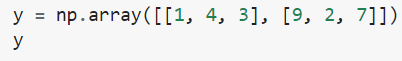 y = np.array([[1, 4, 3], [9, 2, 7]])
y